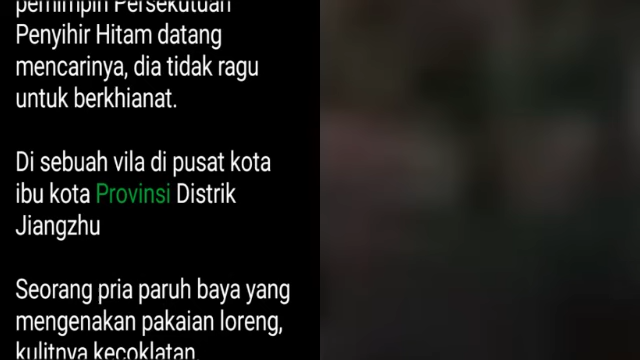 pemimpin Persekutuan
Penyihir Hitam datang
mencarinya, dia tidak ragu
untuk berkhianat.
Di sebuah vila di pusat kota
ibu kota Provinsi Distrik
Jiangzhu
Seorang pria paruh baya yang
mengenakan pakaian loreng,
kulitnya kecoklatan,